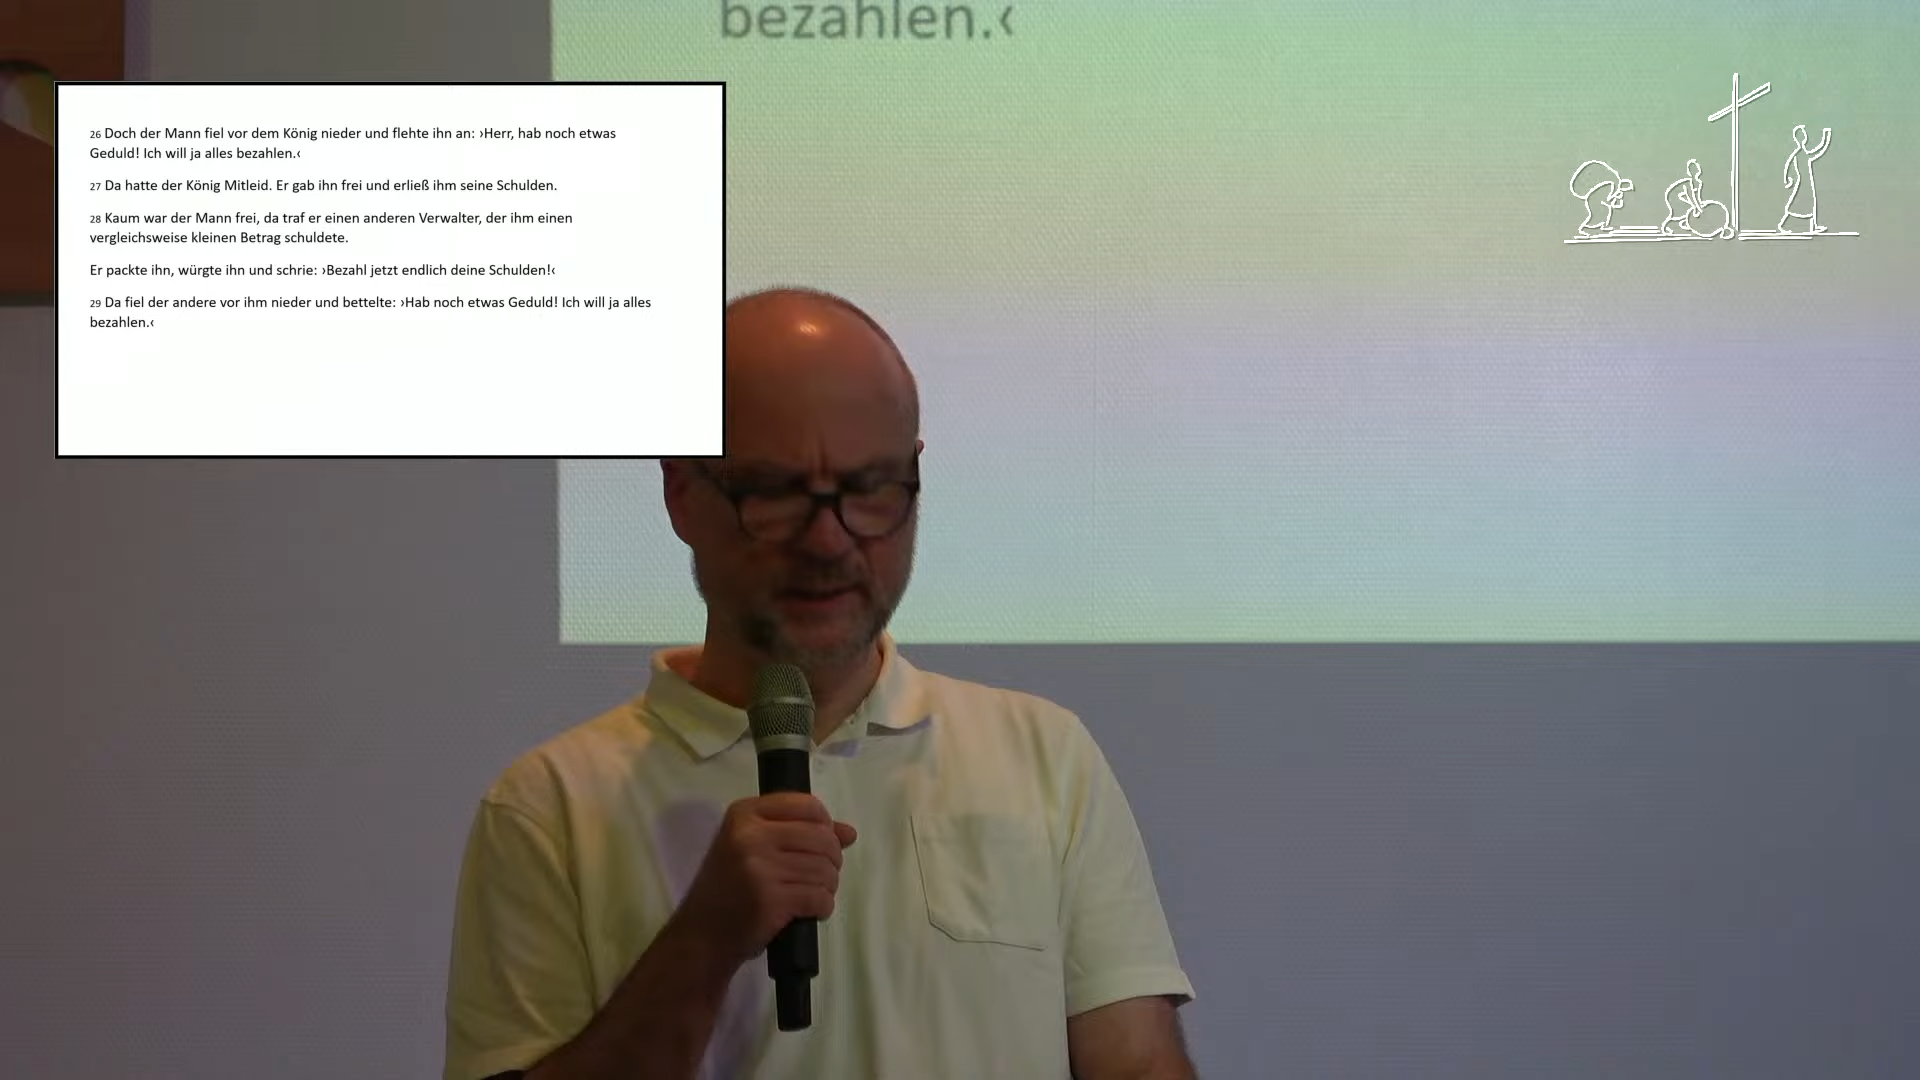 bezahlen.‹
26 Doch der Mann fiel vor dem König nieder und flehte ihn an: ›Herr, hab noch etwas
Geduld! Ich will ja alles bezahlen.‹
27 Da hatte der König Mitleid. Er gab ihn frei und erließ ihm seine Schulden.
28 Kaum war der Mann frei, da traf er einen anderen Verwalter, der ihm einen
vergleichsweise kleinen Betrag schuldete.
Er packte ihn, würgte ihn und schrie: ›Bezahl jetzt endlich deine Schulden!‹
29 Da fiel der andere vor ihm nieder und bettelte: ›Hab noch etwas Geduld! Ich will ja alles
bezahlen.‹